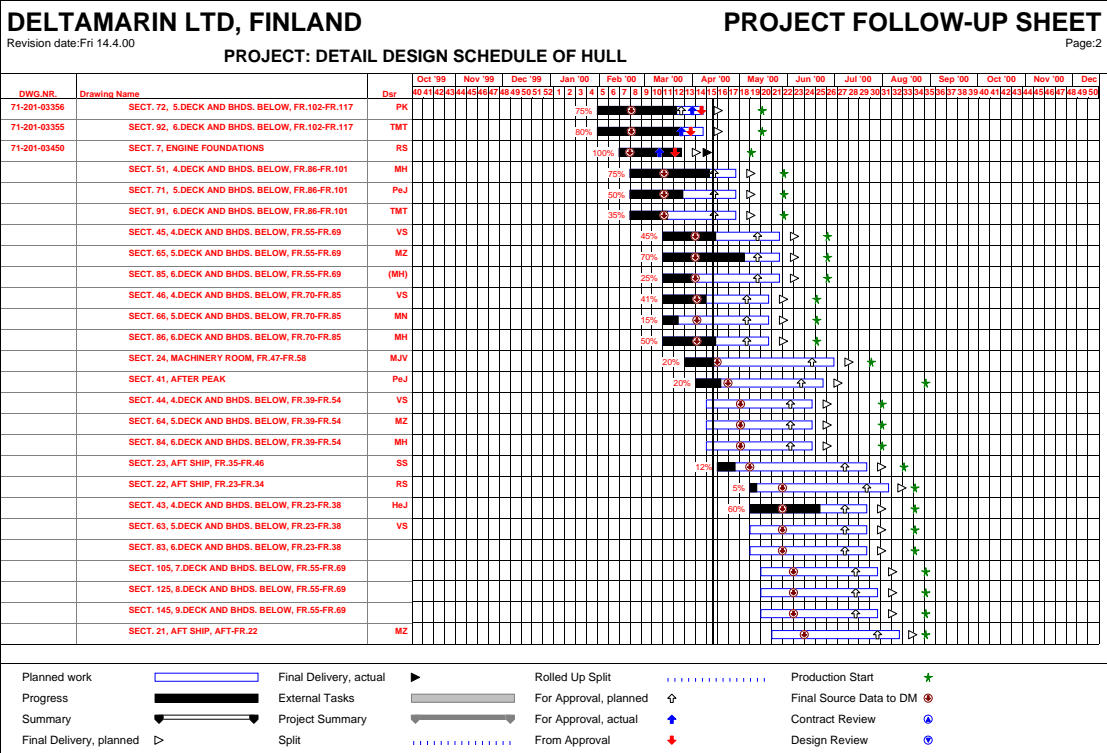 DELTAMARIN LTD, FINLAND PROJECT FOLLOW-UP SHEET
Revision date:Fri 14.4.00 Page:2
PROJECT: DETAIL DESIGN SCHEDULE OF HULL
Oct '99 Nov '99 Dec '99 Jan '00 Feb '00 Mar '00 Apr '00 May '00 Jun '00 Jul '00 Aug '00 Sep '00 Oct '00 Nov '00 Dec
DWG.NR. Drawing Name Dsr 40 41 42 43 44 45 46 47 48 49 50 51 52 1 2 3 4 5 6 7 8 9 10 11 12 13 14 15 16 17 18 19 20 21 22 23 24 25 26 27 28 29 30 31 32 33 34 35 36 37 38 39 40 41 42 43 44 45 46 47 48 49 50
71-201-03356 SECT. 72, 5.DECK AND BHDS. BELOW, FR.102-FR.117 PK 75%
71-201-03355 SECT. 92, 6.DECK AND BHDS. BELOW, FR.102-FR.117 TMT 80%
71-201-03450 SECT. 7, ENGINE FOUNDATIONS RS 100%
SECT. 51, 4.DECK AND BHDS. BELOW, FR.86-FR.101 MH 75%
SECT. 71, 5.DECK AND BHDS. BELOW, FR.86-FR.101 PeJ 50%
SECT. 91, 6.DECK AND BHDS. BELOW, FR.86-FR.101 TMT 35%
SECT. 45, 4.DECK AND BHDS. BELOW, FR.55-FR.69 VS 45%
SECT. 65, 5.DECK AND BHDS. BELOW, FR.55-FR.69 MZ 70%
SECT. 85, 6.DECK AND BHDS. BELOW, FR.55-FR.69 (MH) 25%
SECT. 46, 4.DECK AND BHDS. BELOW, FR.70-FR.85 VS 41%
SECT. 66, 5.DECK AND BHDS. BELOW, FR.70-FR.85 MN 15%
SECT. 86, 6.DECK AND BHDS. BELOW, FR.70-FR.85 MH 50%
SECT. 24, MACHINERY ROOM, FR.47-FR.58 MJV 20%
SECT. 41, AFTER PEAK PeJ 20%
SECT. 44, 4.DECK AND BHDS. BELOW, FR.39-FR.54 VS
SECT. 64, 5.DECK AND BHDS. BELOW, FR.39-FR.54 MZ
SECT. 84, 6.DECK AND BHDS. BELOW, FR.39-FR.54 MH
SECT. 23, AFT SHIP, FR.35-FR.46 SS 12%
SECT. 22, AFT SHIP, FR.23-FR.34 RS 5%
SECT. 43, 4.DECK AND BHDS. BELOW, FR.23-FR.38 HeJ 60%
SECT. 63, 5.DECK AND BHDS. BELOW, FR.23-FR.38 VS
SECT. 83, 6.DECK AND BHDS. BELOW, FR.23-FR.38
SECT. 105, 7.DECK AND BHDS. BELOW, FR.55-FR.69
SECT. 125, 8.DECK AND BHDS. BELOW, FR.55-FR.69
SECT. 145, 9.DECK AND BHDS. BELOW, FR.55-FR.69
SECT. 21, AFT SHIP, AFT-FR.22 MZ
Planned work Final Delivery, actual Rolled Up Split Production Start
Progress External Tasks For Approval, planned Final Source Data to DM
Summary Project Summary For Approval, actual Contract Review
Final Delivery, planned Split From Approval Design Review